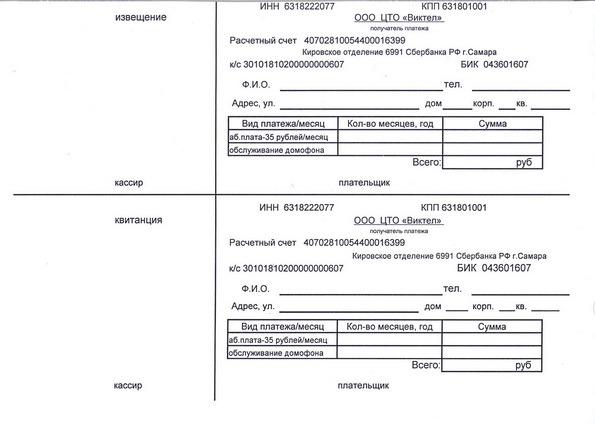 извещение
ИНН 6318222077 КПП 631801001
ООО ЦТО «Виктел»
получатель платежа
Расчетный счет 40702810054400016399
Кировское отделение 6991 Сбербанка РФ г.Самара
к/с 30101810200000000607 БИК 043601607
Ф.И.О. тел.
Адрес, ул. дом корп. кв.
Вид платежа/месяц Кол-во месяцев, год Сумма
аб.плата-35 рублей/месяц
обслуживание домофона
Всего: руб
кассир плательщик
квитанция
ИНН 6318222077 КПП 631801001
ООО ЦТО «Виктел»
получатель платежа
Расчетный счет 40702810054400016399
Кировское отделение 6991 Сбербанка РФ г.Самара
к/с 30101810200000000607 БИК 043601607
Ф.И.О. тел.
Адрес, ул. дом корп. кв.
Вид платежа/месяц Кол-во месяцев, год Сумма
аб.плата-35 рублей/месяц
обслуживание домофона
Всего: руб
кассир плательщик